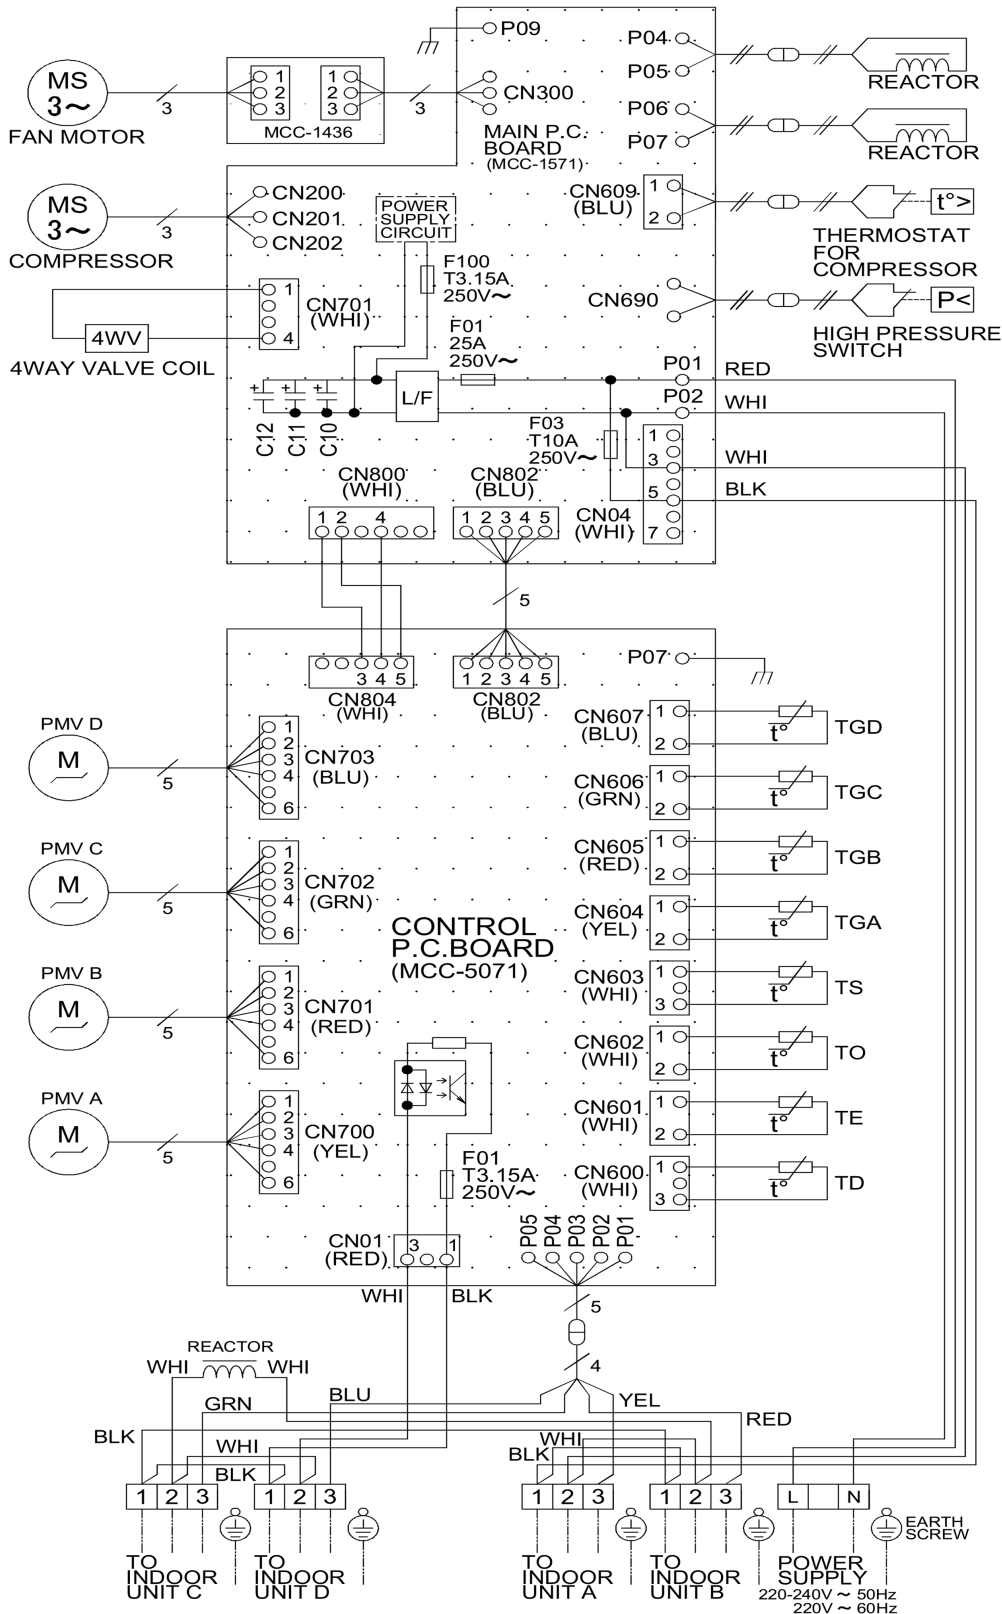 P09
P04
P05
REACTOR
MS
3～
FAN MOTOR
3
1
2
3
1
2
3
MCC-1436
3
CN300
MAIN P.C.
BOARD
(MCC-1571)
P06
P07
REACTOR
MS
3～
COMPRESSOR
3
CN200
CN201
CN202
POWER
SUPPLY
CIRCUIT
CN609
(BLU)
1
2
t°>
THERMOSTAT
FOR
COMPRESSOR
F100
T3.15A
250V～
CN690
P<
HIGH PRESSURE
SWITCH
4WV
4WAY VALVE COIL
1
4
CN701
(WHI)
F01
25A
250V～
L/F
+
+
+
C12
C11
C10
P01
RED
P02
WHI
F03
T10A
250V～
1
3
5
7
WHI
BLK
CN04
(WHI)
CN800
(WHI)
1 2 4
CN802
(BLU)
1 2 3 4 5
5
3 4 5
CN804
(WHI)
1 2 3 4 5
CN802
(BLU)
P07
PMV D
M
5
1
2
3
4
6
CN703
(BLU)
PMV C
M
5
1
2
3
4
6
CN702
(GRN)
PMV B
M
5
1
2
3
4
6
CN701
(RED)
PMV A
M
5
1
2
3
4
6
CN700
(YEL)
CONTROL
P.C.BOARD
(MCC-5071)
CN607
(BLU)
1
2
t°
TGD
CN606
(GRN)
1
2
t°
TGC
CN605
(RED)
1
2
t°
TGB
CN604
(YEL)
1
2
t°
TGA
CN603
(WHI)
1
3
t°
TS
CN602
(WHI)
1
2
t°
TO
CN601
(WHI)
1
2
t°
TE
CN600
(WHI)
1
3
t°
TD
F01
T3.15A
250V～
CN01
(RED)
3 1
P05
P04
P03
P02
P01
WHI
BLK
5
4
REACTOR
WHI
WHI
GRN
BLU
YEL
RED
BLK
WHI
BLK
WHI
BLK
1 2 3
1 2 3
1 2 3
1 2 3
L N
EARTH
SCREW
TO
INDOOR
UNIT C
TO
INDOOR
UNIT D
TO
INDOOR
UNIT A
TO
INDOOR
UNIT B
POWER
SUPPLY
220-240V ～ 50Hz
220V ～ 60Hz